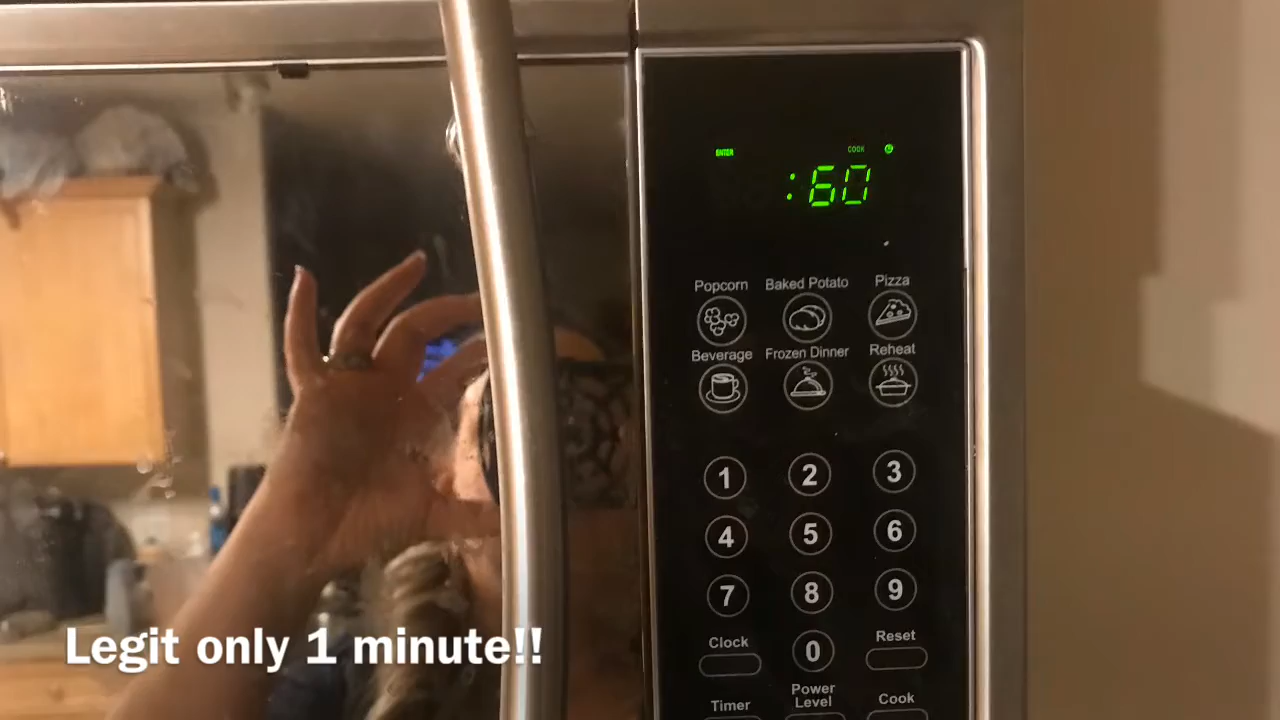 ENTER COOK
:60
Popcorn Baked Potato Pizza
Beverage Frozen Dinner Reheat
1 2 3
4 5 6
7 8 9
Clock 0 Reset
Timer Power Level Cook
Legit only 1 minute!!